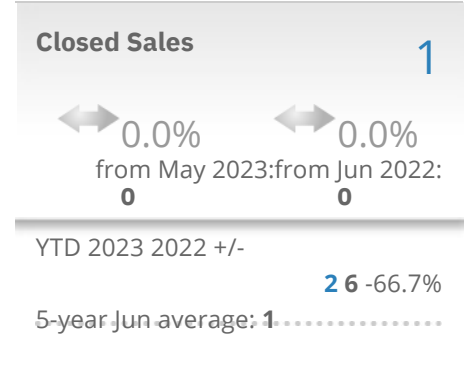 Closed Sales
1
0.0% 0.0%
from May 2023:from Jun 2022:
0 0
YTD 2023 2022 +/-
2 6 -66.7%
5-year Jun average: 1